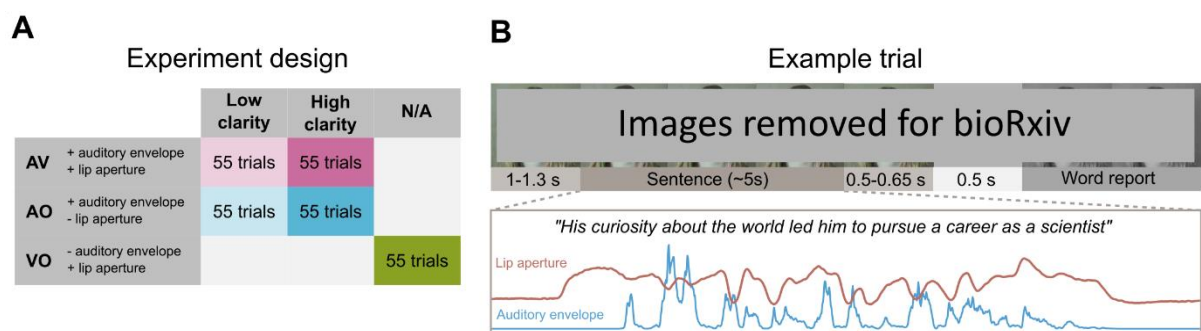 A
Experiment design
Low clarity
High clarity
N/A
AV
+ auditory envelope
+ lip aperture
55 trials
55 trials
AO
+ auditory envelope
- lip aperture
55 trials
55 trials
VO
- auditory envelope
+ lip aperture
55 trials
B
Example trial
Images removed for bioRxiv
1-1.3 s
Sentence (~5s)
0.5-0.65 s
0.5 s
Word report
"His curiosity about the world led him to pursue a career as a scientist"
Lip aperture
Auditory envelope